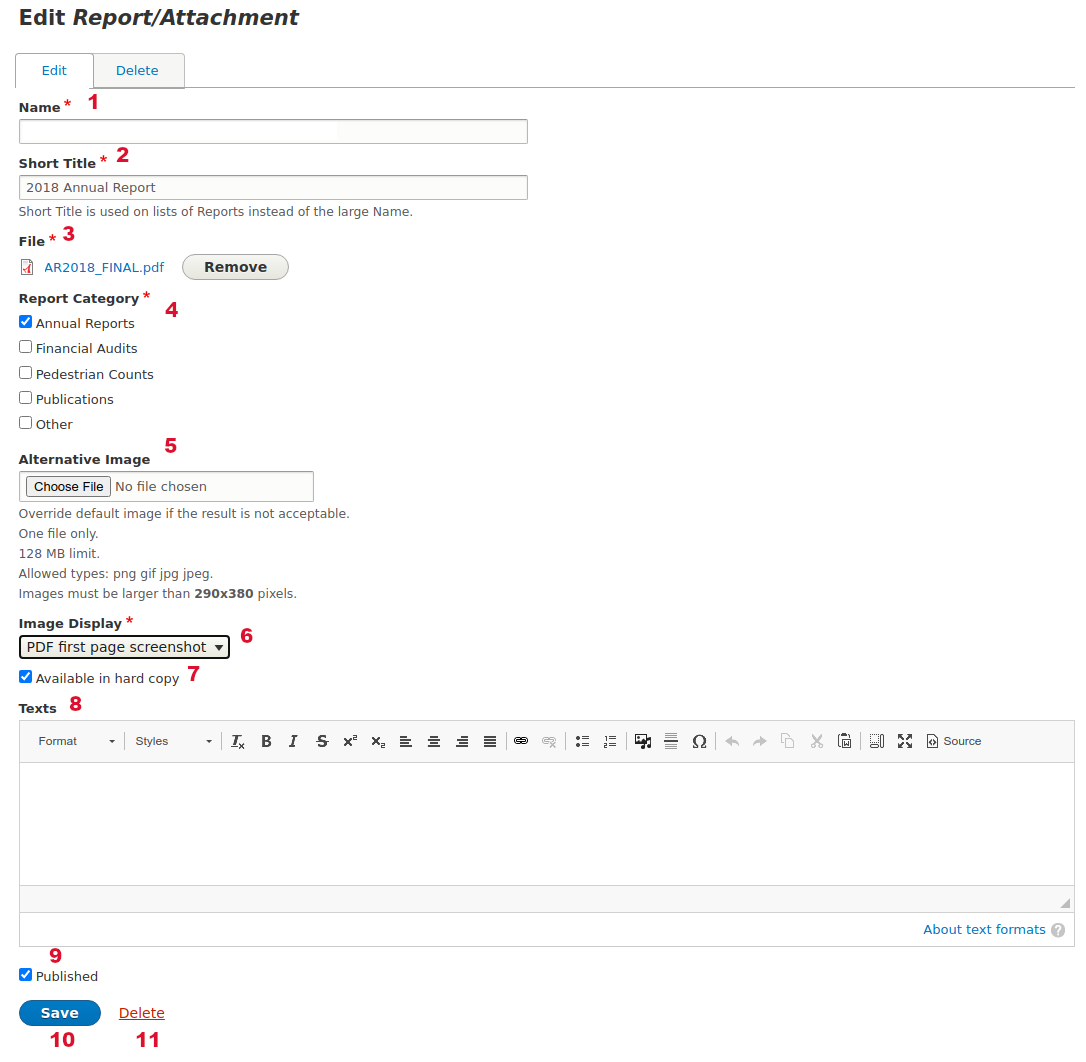 Edit Report/Attachment
Edit Delete
Name * 1
Short Title * 2
2018 Annual Report
Short Title is used on lists of Reports instead of the large Name.
File * 3
AR2018_FINAL.pdf Remove
Report Category * 4
Annual Reports
Financial Audits
Pedestrian Counts
Publications
Other
Alternative Image 5
Choose File No file chosen
Override default image if the result is not acceptable.
One file only.
128 MB limit.
Allowed types: png gif jpg jpeg.
Images must be larger than 290x380 pixels.
Image Display *
PDF first page screenshot 6
Available in hard copy 7
Texts 8
Format Styles Source
About text formats ?
9
Published
Save Delete
10 11